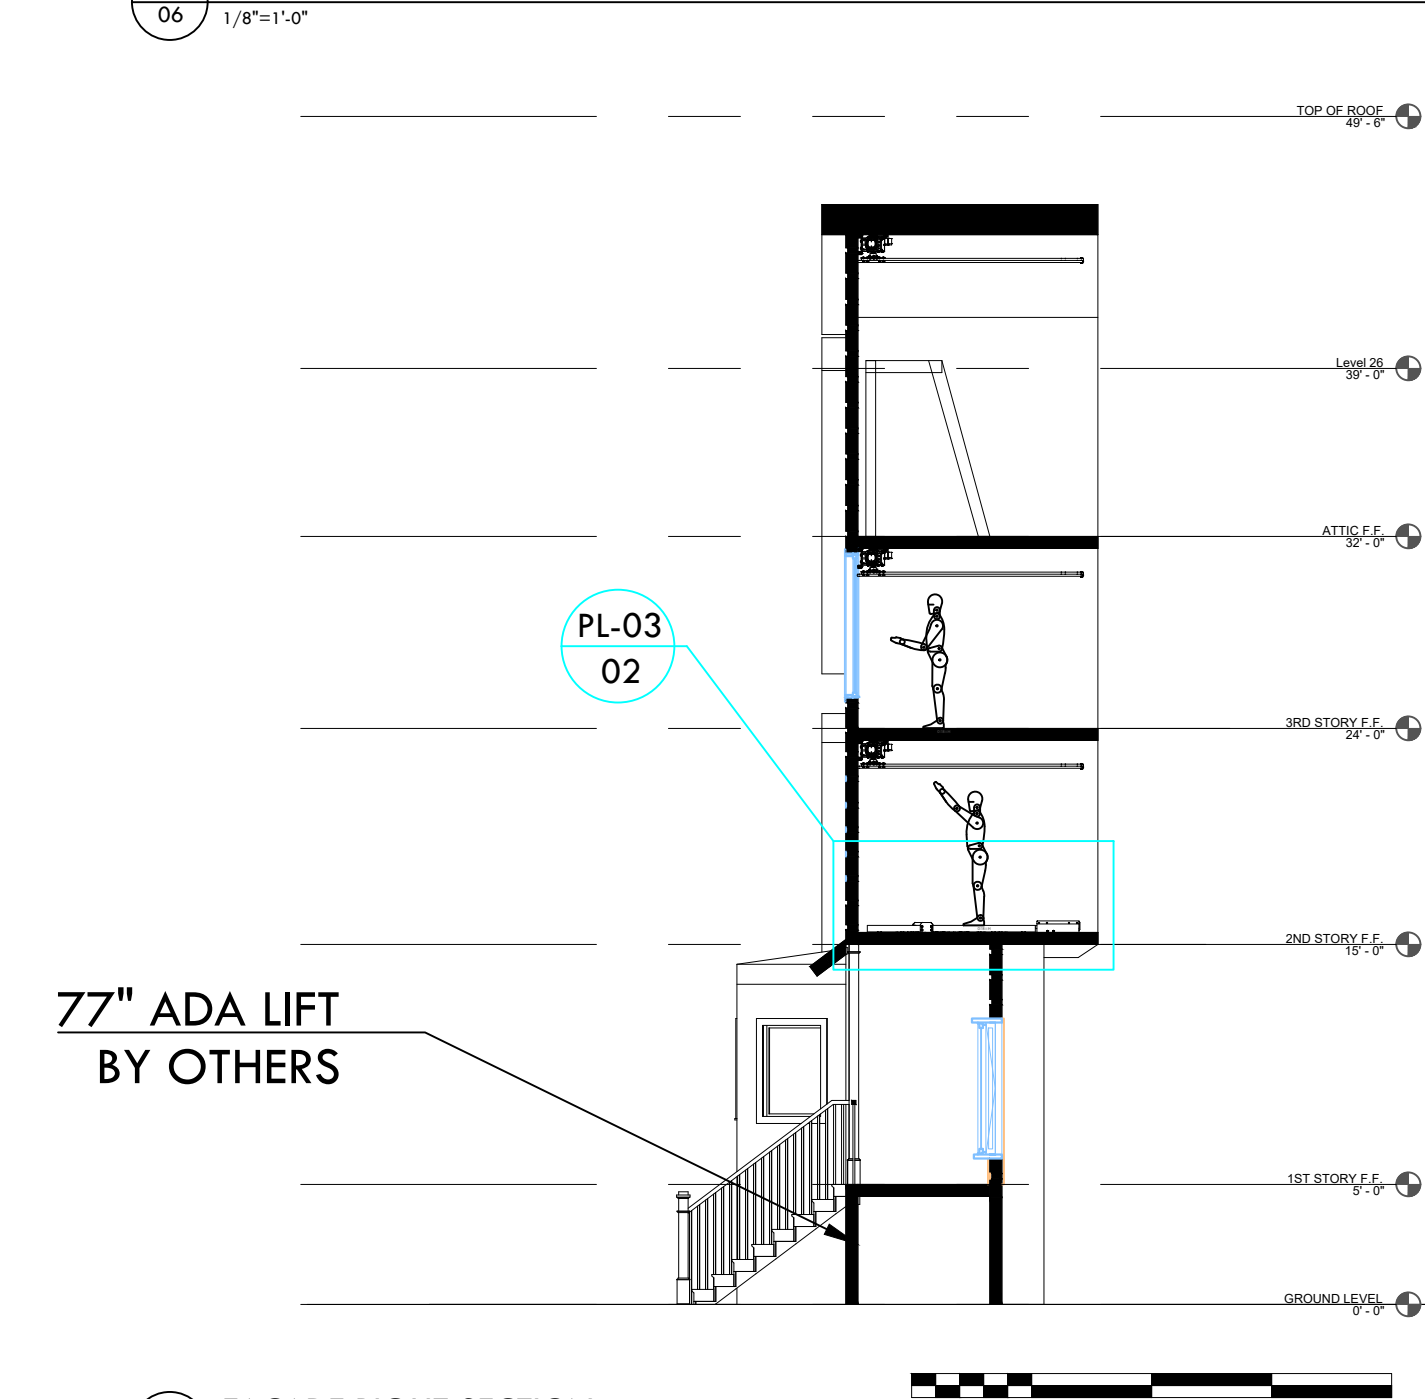 06
1/8"=1'-0"
TOP OF ROOF
49' - 6"
Level 26
39' - 0"
ATTIC F.F.
32' - 0"
PL-03
02
3RD STORY F.F.
24' - 0"
2ND STORY F.F.
15' - 0"
77" ADA LIFT
BY OTHERS
1ST STORY F.F.
5' - 0"
GROUND LEVEL
0' - 0"